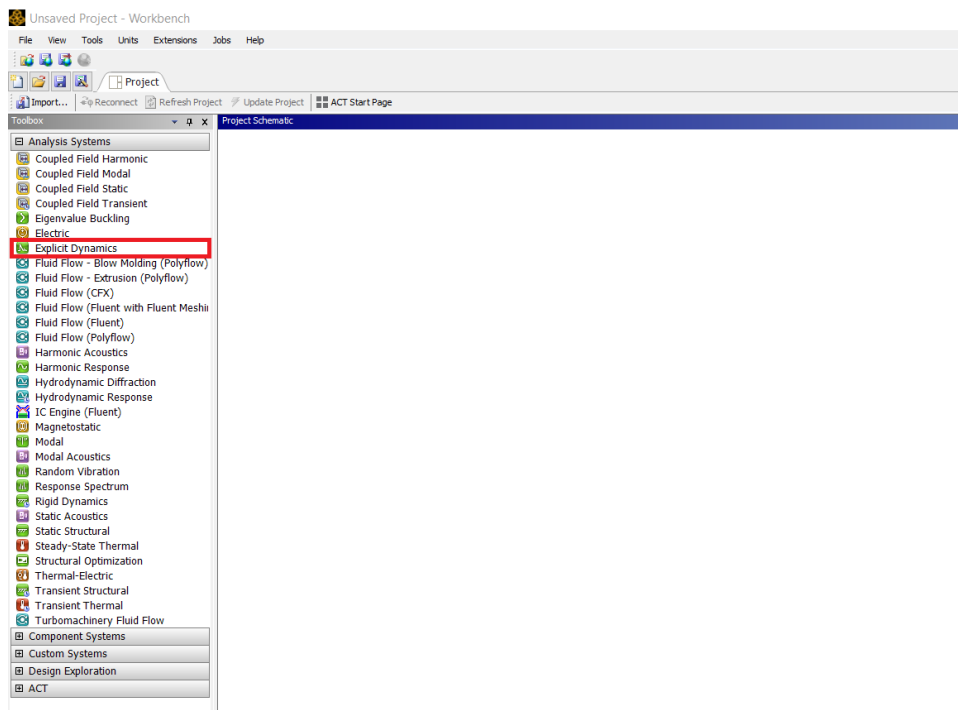 Unsaved Project - Workbench
File View Tools Units Extensions Jobs Help
Project
Import... Reconnect Refresh Project Update Project ACT Start Page
Toolbox
Project Schematic
Analysis Systems
Coupled Field Harmonic
Coupled Field Modal
Coupled Field Static
Coupled Field Transient
Eigenvalue Buckling
Electric
Explicit Dynamics
Fluid Flow - Blow Molding (Polyflow)
Fluid Flow - Extrusion (Polyflow)
Fluid Flow (CFX)
Fluid Flow (Fluent with Fluent Meshin
Fluid Flow (Fluent)
Fluid Flow (Polyflow)
Harmonic Acoustics
Harmonic Response
Hydrodynamic Diffraction
Hydrodynamic Response
IC Engine (Fluent)
Magnetostatic
Modal
Modal Acoustics
Random Vibration
Response Spectrum
Rigid Dynamics
Static Acoustics
Static Structural
Steady-State Thermal
Structural Optimization
Thermal-Electric
Transient Structural
Transient Thermal
Turbomachinery Fluid Flow
Component Systems
Custom Systems
Design Exploration
ACT